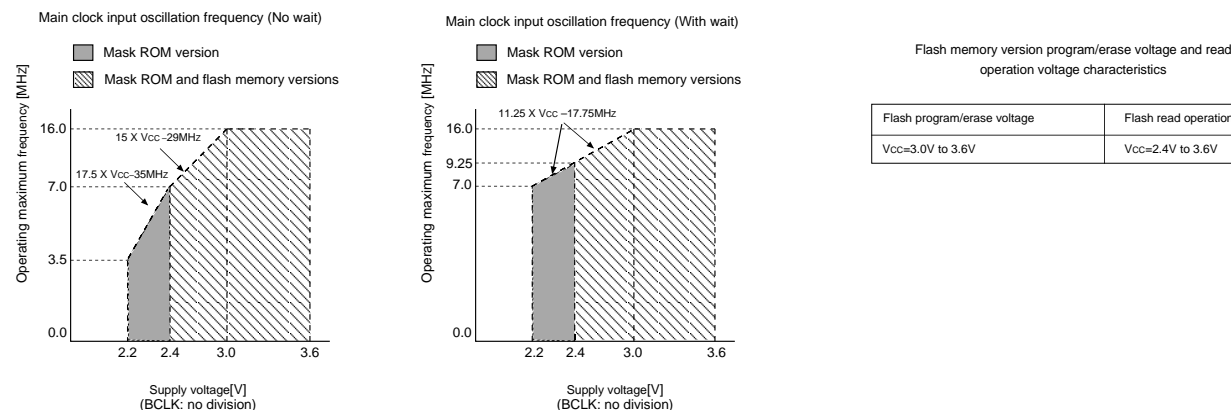 Main clock input oscillation frequency (No wait)
Mask ROM version
Mask ROM and flash memory versions
Operating maximum frequency [MHz]
16.0
7.0
3.5
0.0
15 X VCC –29MHz
17.5 X VCC–35MHz
2.2 2.4 3.0 3.6
Supply voltage[V]
(BCLK: no division)
Main clock input oscillation frequency (With wait)
Mask ROM version
Mask ROM and flash memory versions
Operating maximum frequency [MHz]
11.25 X VCC –17.75MHz
16.0
9.25
7.0
0.0
2.2 2.4 3.0 3.6
Supply voltage[V]
(BCLK: no division)
Flash memory version program/erase voltage and read
operation voltage characteristics
Flash program/erase voltage Flash read operation
VCC=3.0V to 3.6V VCC=2.4V to 3.6V